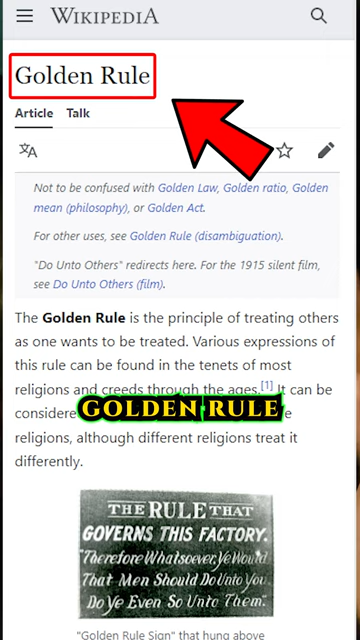 WIKIPEDIA
Golden Rule
Article Talk
Not to be confused with Golden Law, Golden ratio, Golden
mean (philosophy), or Golden Act.
For other uses, see Golden Rule (disambiguation).
"Do Unto Others" redirects here. For the 1915 silent film,
see Do Unto Others (film).
The Golden Rule is the principle of treating others
as one wants to be treated. Various expressions of
this rule can be found in the tenets of most
religions and creeds through the ages.[1] It can be
considere
GOLDEN RULE
religions, although different religions treat it
differently.
THE RULE THAT
GOVERNS THIS FACTORY.
"Therefore Whatsoever, Ye Would
That Men Should Do Unto You,
Do Ye Even So Unto Them."
"Golden Rule Sign" that hung above